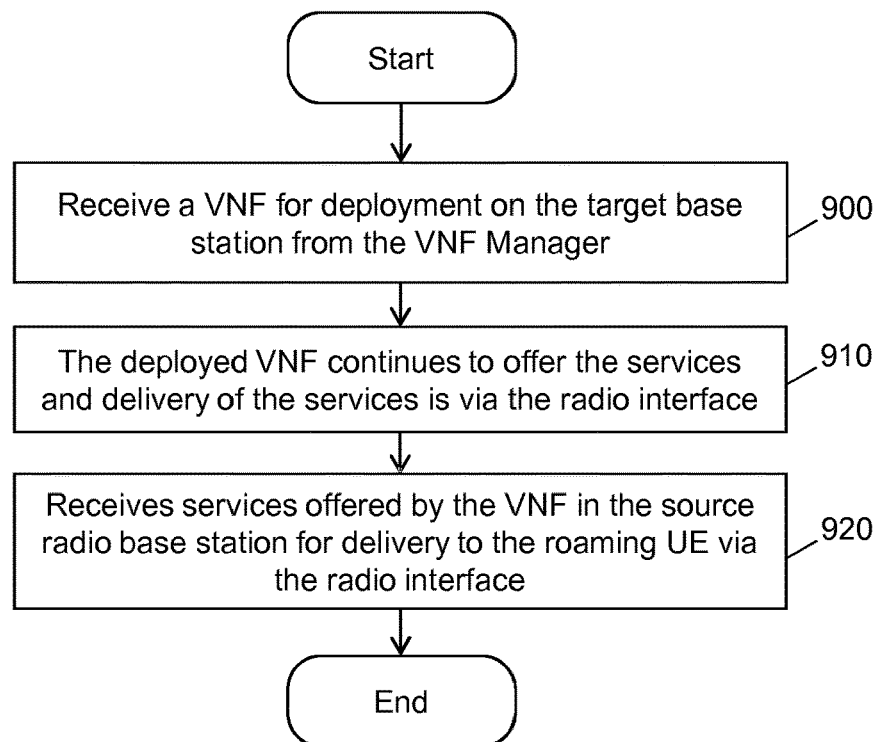 Start
Receive a VNF for deployment on the target base
station from the VNF Manager
900
The deployed VNF continues to offer the services
and delivery of the services is via the radio interface
910
Receives services offered by the VNF in the source
radio base station for delivery to the roaming UE via
the radio interface
920
End